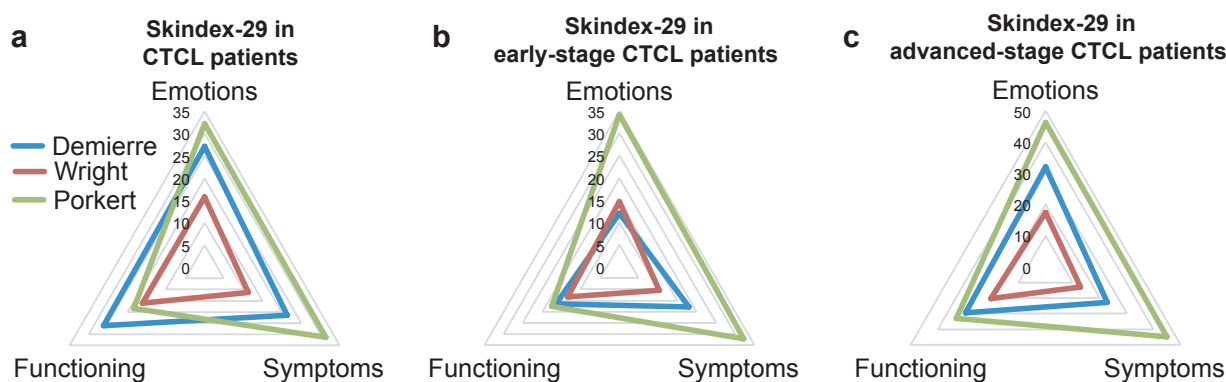 a
Skindex-29 in
CTCL patients
Emotions
35
30
25
20
15
10
5
0
Demierre
Wright
Porkert
Functioning
Symptoms
b
Skindex-29 in
early-stage CTCL patients
Emotions
35
30
25
20
15
10
5
0
Functioning
Symptoms
c
Skindex-29 in
advanced-stage CTCL patients
Emotions
50
40
30
20
10
0
Functioning
Symptoms